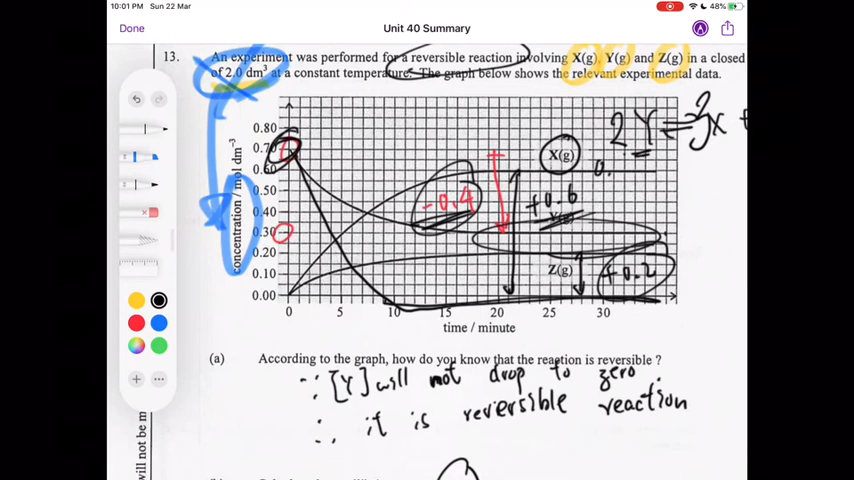 10:01 PM Sun 22 Mar
48%
Done
Unit 40 Summary
13. An experiment was performed for a reversible reaction involving X(g), Y(g) and Z(g) in a closed
of 2.0 dm³ at a constant temperature. The graph below shows the relevant experimental data.
2Y ⇌ 3X +
concentration / mol dm⁻³
0.80
0.70
0.60
0.50
0.40
0.30
0.20
0.10
0.00
X(g)
0.
-0.4
+0.6
Y(g)
Z(g)
+0.2
0 5 10 15 20 25 30
time / minute
(a) According to the graph, how do you know that the reaction is reversible ?
∵ [Y] will not drop to zero
∴ it is reversible reaction
will not be m